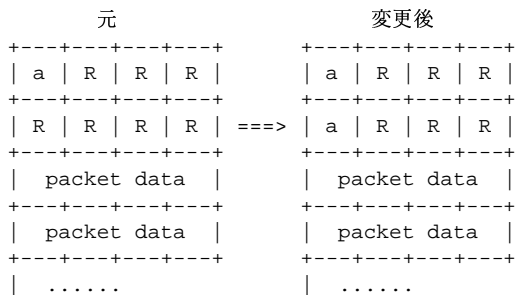 元 変更後
+---+---+---+---+ +---+---+---+---+
| a | R | R | R | | a | R | R | R |
+---+---+---+---+ +---+---+---+---+
| R | R | R | R | ===> | a | R | R | R |
+---+---+---+---+ +---+---+---+---+
| packet data | | packet data |
+---+---+---+---+ +---+---+---+---+
| packet data | | packet data |
+---+---+---+---+ +---+---+---+---+
| ...... | ......